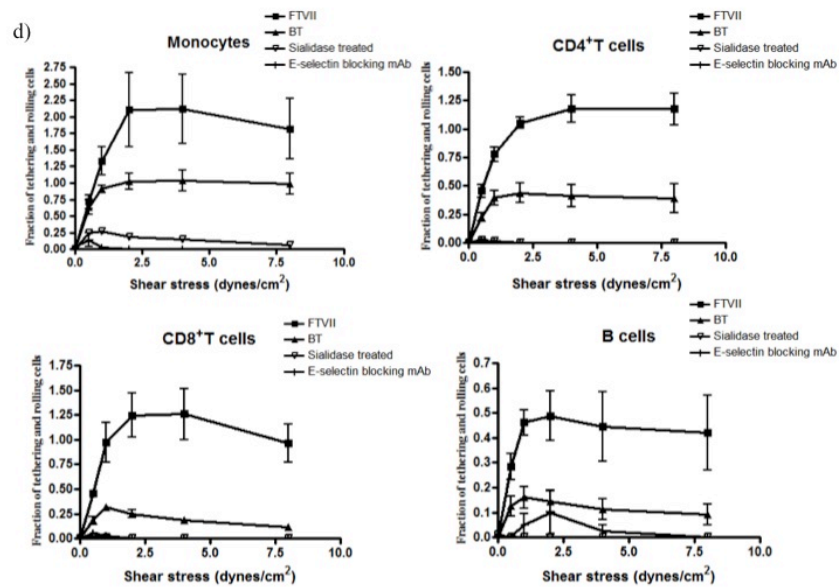 d)
Monocytes
FTVII
BT
Sialidase treated
E-selectin blocking mAb
Fraction of tethering and rolling cells
2.75
2.50
2.25
2.00
1.75
1.50
1.25
1.00
0.75
0.50
0.25
0.00
0.0 2.5 5.0 7.5 10.0
Shear stress (dynes/cm²)
CD4⁺T cells
FTVII
BT
Sialidase treated
E-selectin blocking mAb
Fraction of tethering and rolling cells
1.50
1.25
1.00
0.75
0.50
0.25
0.00
0.0 2.5 5.0 7.5 10.0
Shear stress (dynes/cm²)
CD8⁺T cells
FTVII
BT
Sialidase treated
E-selectin blocking mAb
Fraction of tethering and rolling cells
1.75
1.50
1.25
1.00
0.75
0.50
0.25
0.00
0.0 2.5 5.0 7.5 10.0
Shear stress (dynes/cm²)
B cells
FTVII
BT
Sialidase treated
E-selectin blocking mAb
Fraction of tethering and rolling cells
0.7
0.6
0.5
0.4
0.3
0.2
0.1
0.0
0.0 2.5 5.0 7.5 10.0
Shear stress (dynes/cm²)